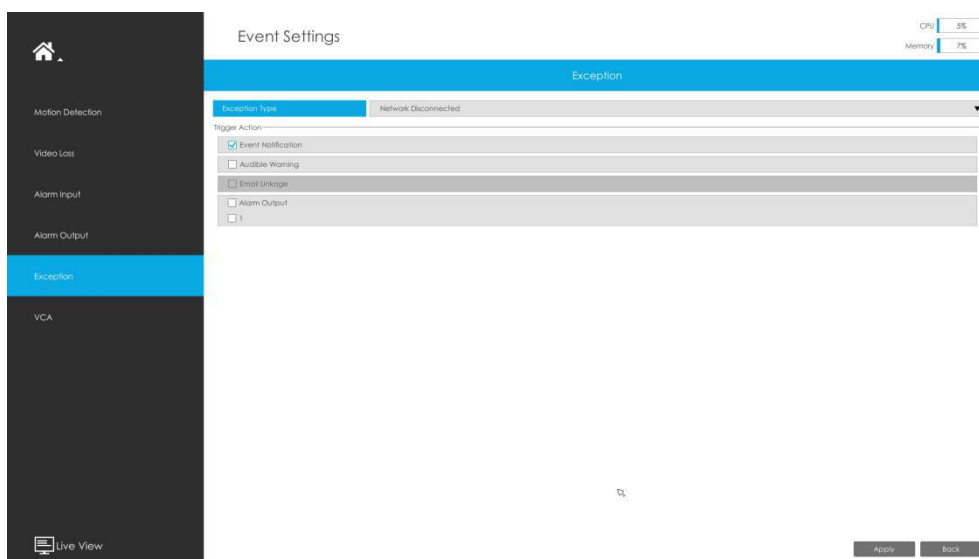 Event Settings
CPU 5%
Memory 7%
Exception
Motion Detection
Video Loss
Alarm Input
Alarm Output
Exception
VCA
Live View
Exception Type Network Disconnected
Trigger Action
Event Notification
Audible Warning
Email Linkage
Alarm Output
1
Apply Back